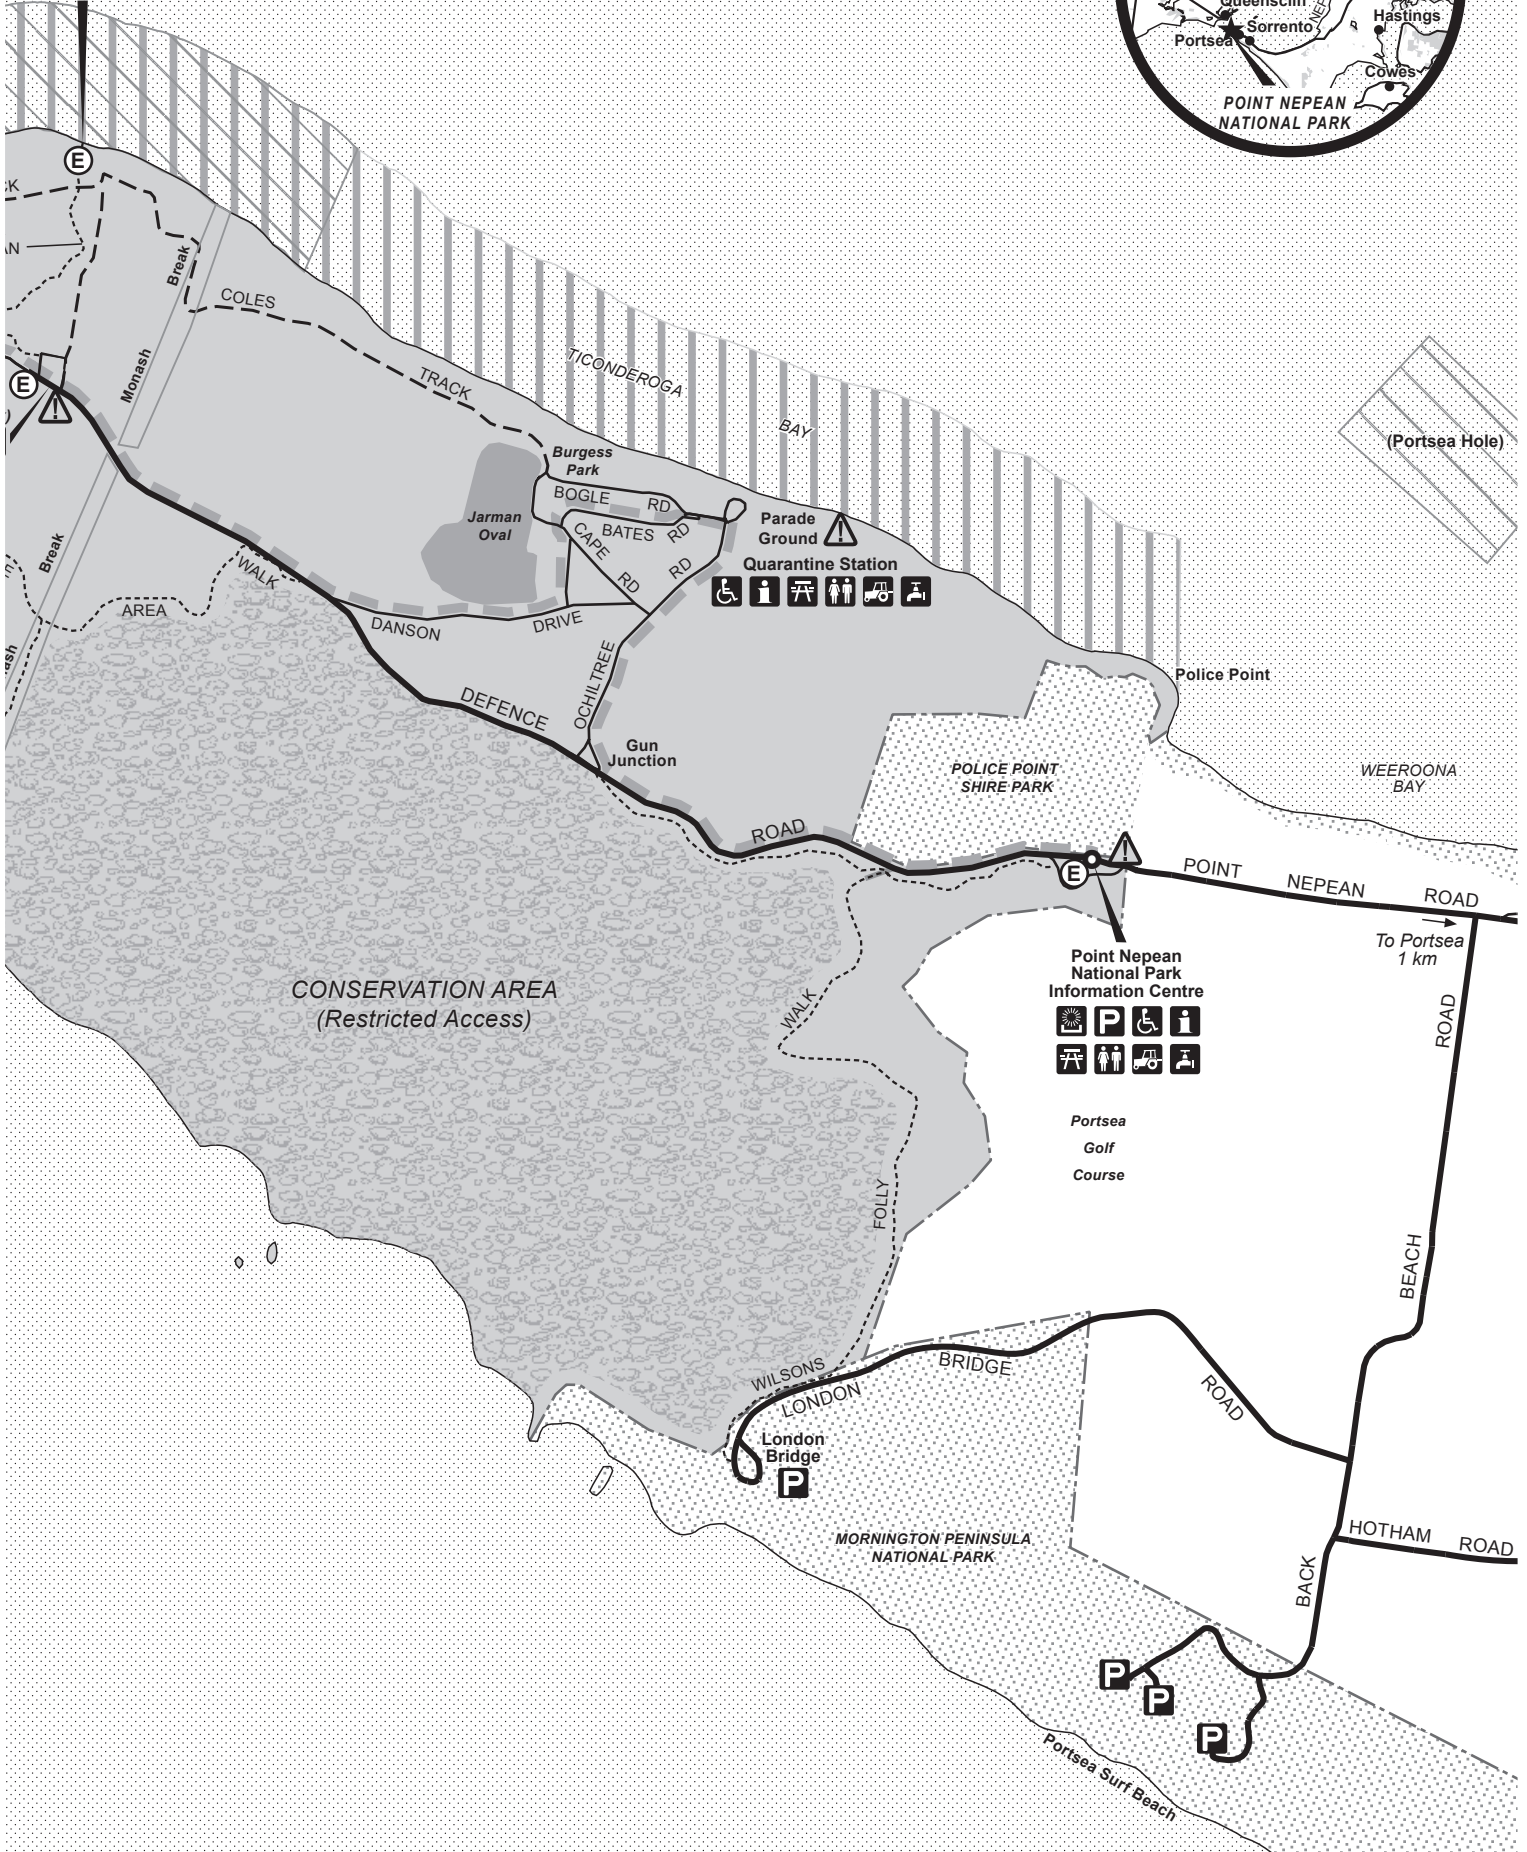 Sorrento
Hastings
Portsea
Cowes
POINT NEPEAN
NATIONAL PARK
E
Break
COLES
Monash
TRACK
TICONDEROGA
BAY
E
(Portsea Hole)
Burgess
Park
BOGLE RD
Jarman
Oval
BATES RD
CAPE RD
RD
Parade
Ground
Quarantine Station
Break
WALK
AREA
DANSON DRIVE
OCHILTREE
DEFENCE
Gun
Junction
Police Point
POLICE POINT
SHIRE PARK
WEEROONA
BAY
ROAD
E
POINT NEPEAN ROAD
To Portsea
1 km
Point Nepean
National Park
Information Centre
P
CONSERVATION AREA
(Restricted Access)
WALK
ROAD
Portsea
Golf
Course
FOLLY
BEACH
WILSONS
LONDON
BRIDGE
ROAD
London
Bridge
P
MORNINGTON PENINSULA
NATIONAL PARK
HOTHAM ROAD
BACK
P
P
P
Portsea Surf Beach